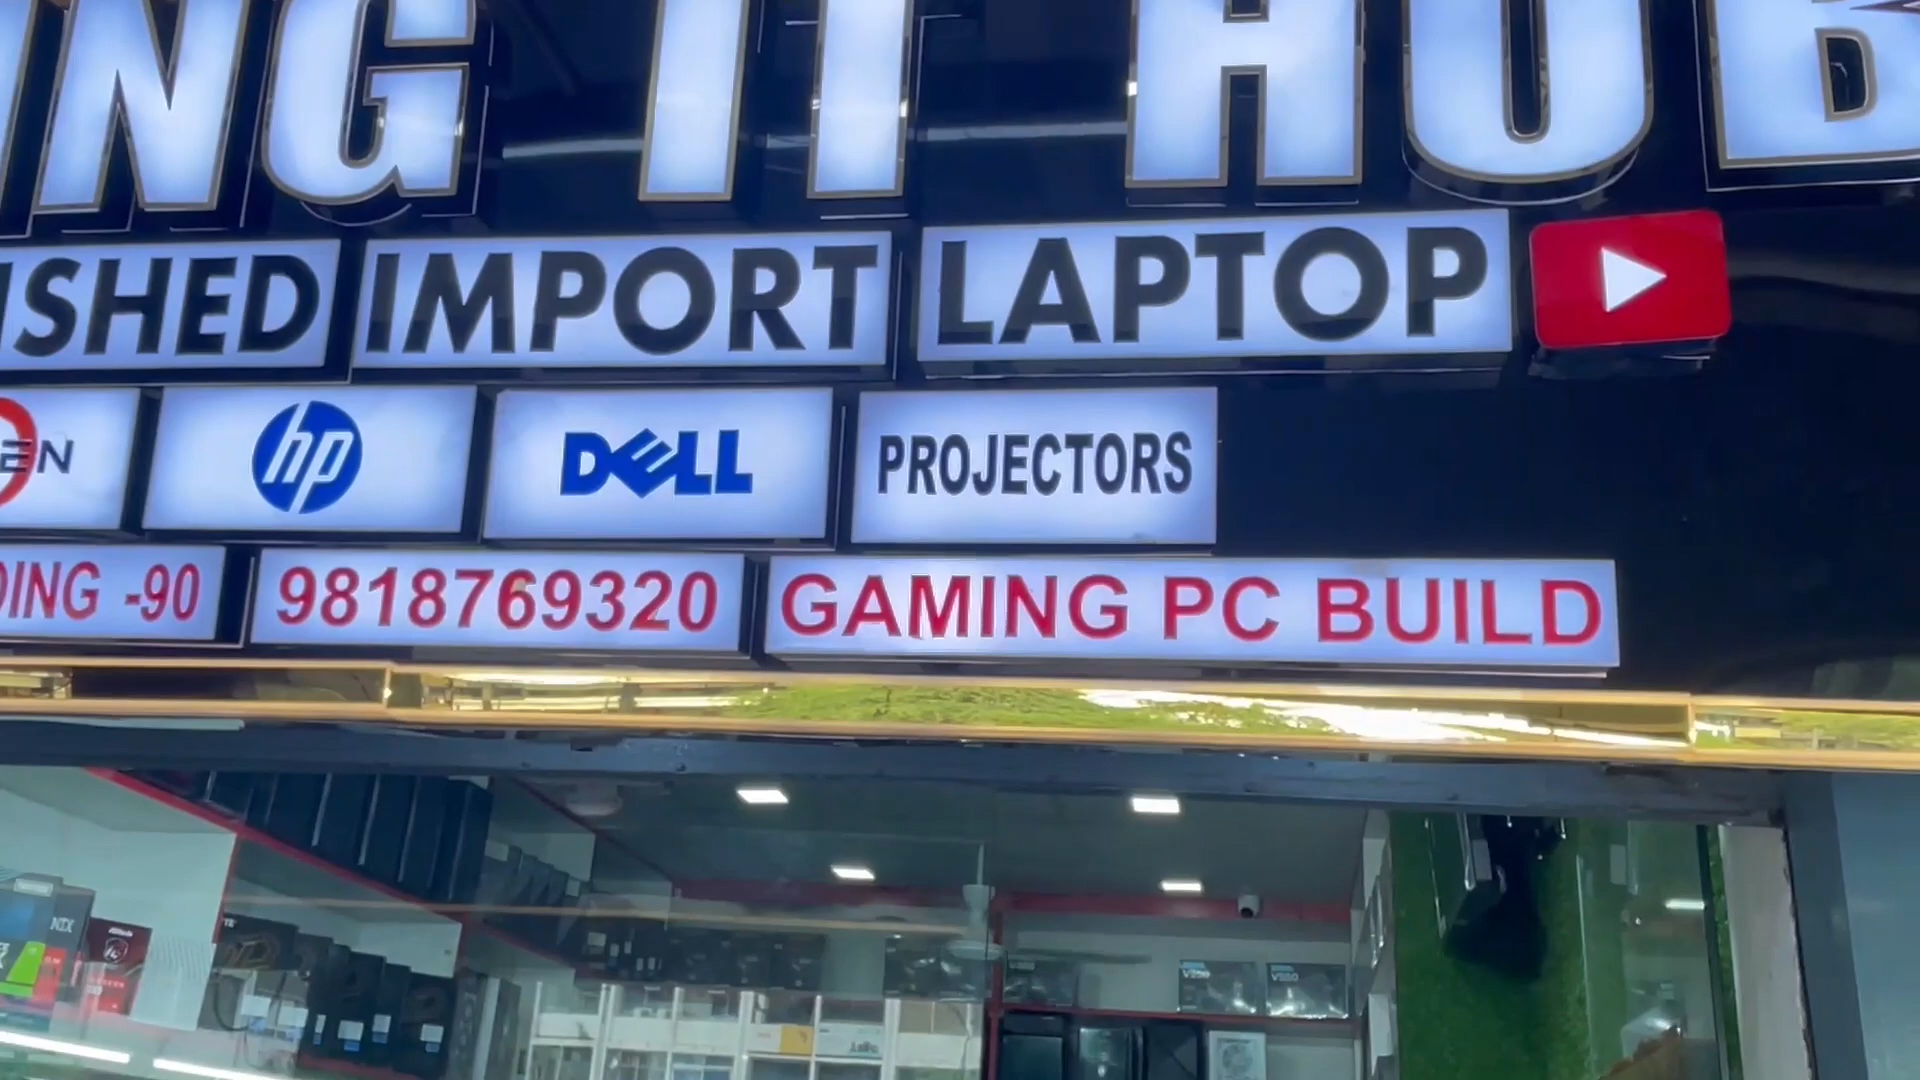 NG IT HUB
ISHED IMPORT LAPTOP
EN hp DELL PROJECTORS
DING -90 9818769320 GAMING PC BUILD